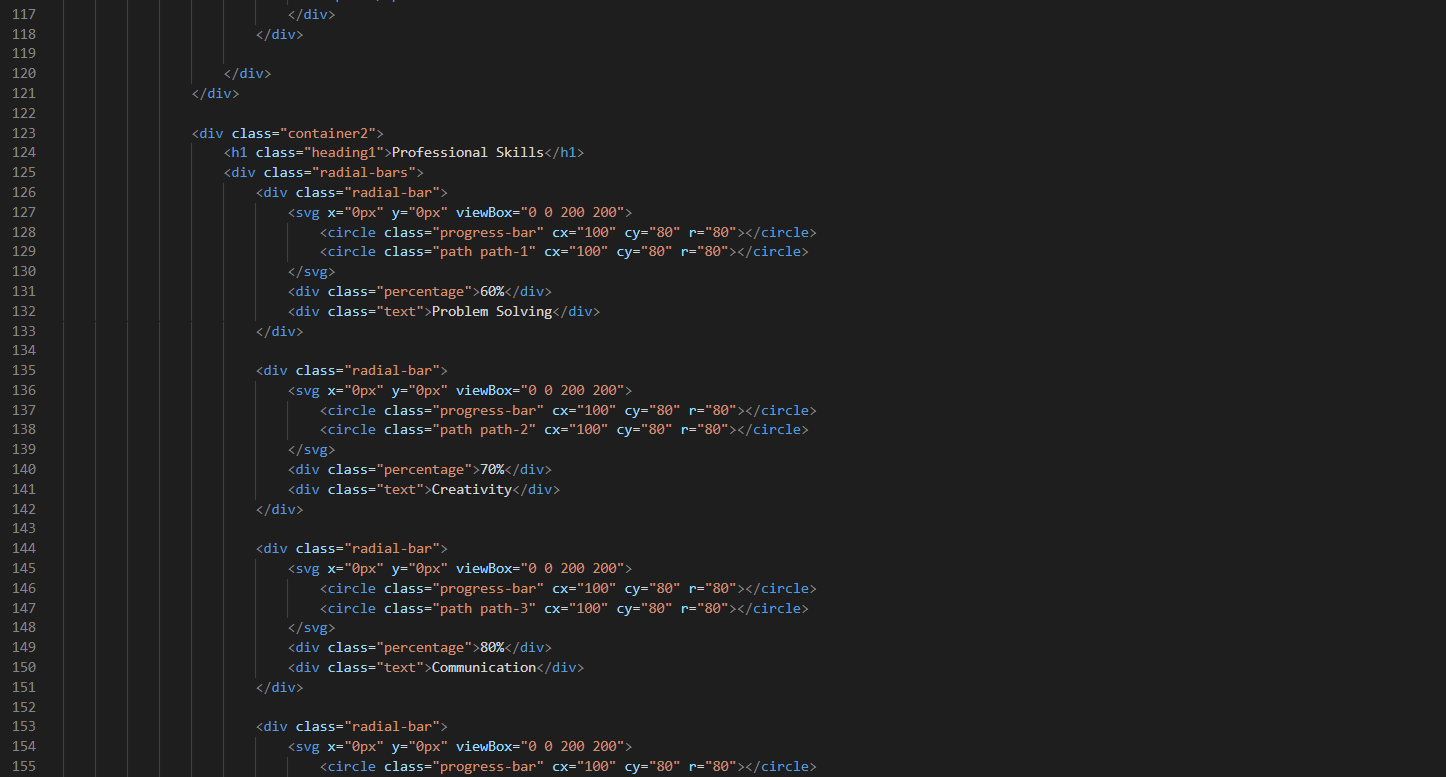 117 </div>
118 </div>
119
120 </div>
121 </div>
122
123 <div class="container2">
124 <h1 class="heading1">Professional Skills</h1>
125 <div class="radial-bars">
126 <div class="radial-bar">
127 <svg x="0px" y="0px" viewBox="0 0 200 200">
128 <circle class="progress-bar" cx="100" cy="80" r="80"></circle>
129 <circle class="path path-1" cx="100" cy="80" r="80"></circle>
130 </svg>
131 <div class="percentage">60%</div>
132 <div class="text">Problem Solving</div>
133 </div>
134
135 <div class="radial-bar">
136 <svg x="0px" y="0px" viewBox="0 0 200 200">
137 <circle class="progress-bar" cx="100" cy="80" r="80"></circle>
138 <circle class="path path-2" cx="100" cy="80" r="80"></circle>
139 </svg>
140 <div class="percentage">70%</div>
141 <div class="text">Creativity</div>
142 </div>
143
144 <div class="radial-bar">
145 <svg x="0px" y="0px" viewBox="0 0 200 200">
146 <circle class="progress-bar" cx="100" cy="80" r="80"></circle>
147 <circle class="path path-3" cx="100" cy="80" r="80"></circle>
148 </svg>
149 <div class="percentage">80%</div>
150 <div class="text">Communication</div>
151 </div>
152
153 <div class="radial-bar">
154 <svg x="0px" y="0px" viewBox="0 0 200 200">
155 <circle class="progress-bar" cx="100" cy="80" r="80"></circle>